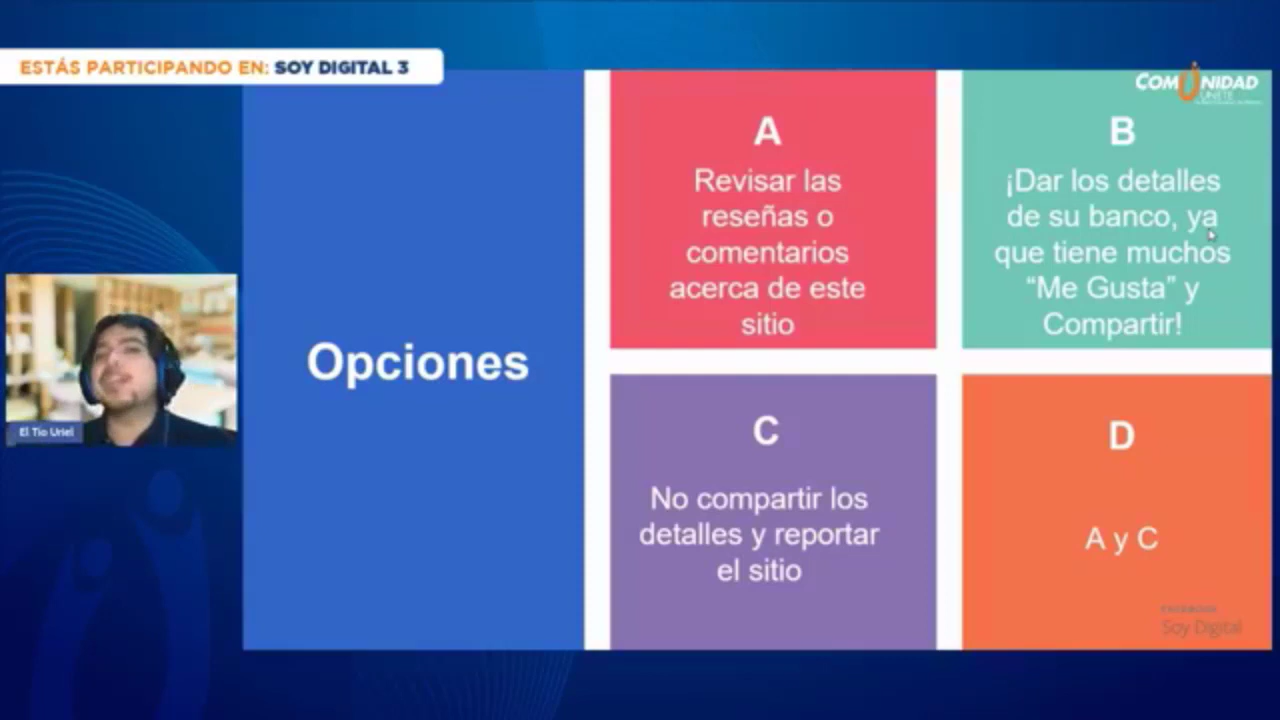 ESTÁS PARTICIPANDO EN: SOY DIGITAL 3
COMUNIDAD
ÚNETE
Opciones
A
Revisar las
reseñas o
comentarios
acerca de este
sitio
B
¡Dar los detalles
de su banco, ya
que tiene muchos
“Me Gusta” y
Compartir!
C
No compartir los
detalles y reportar
el sitio
D
A y C
El Tío Uriel
FACEBOOK
Soy Digital